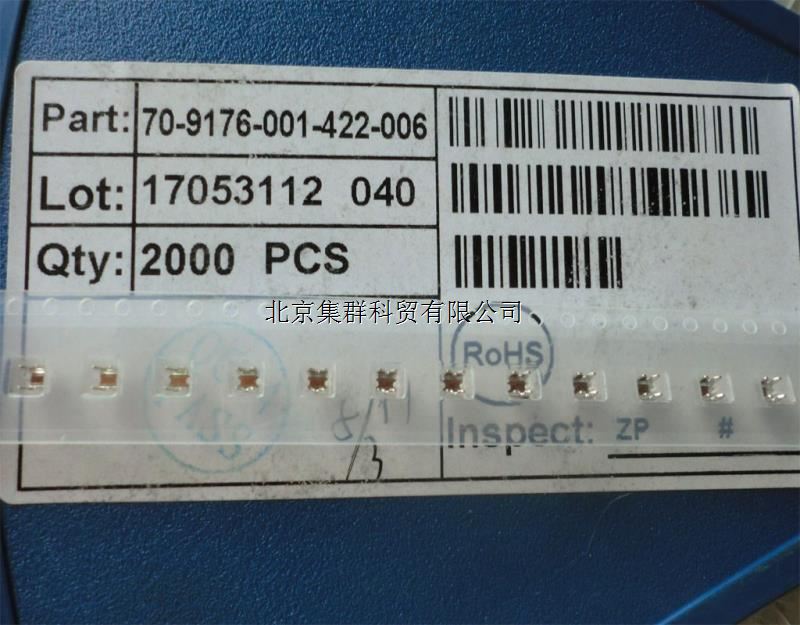 Part: 70-9176-001-422-006
Lot: 17053112 040
Qty: 2000 PCS
北京集群科贸有限公司
RoHS
Inspect: ZP #